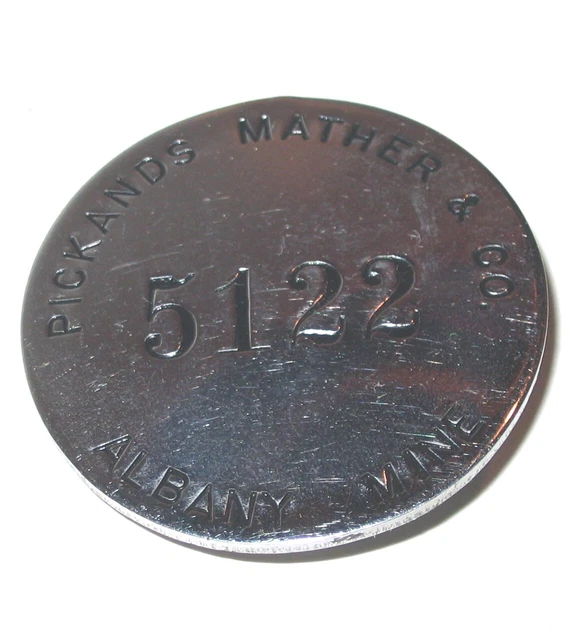 PICKANDS MATHER & CO.
5122
ALBANY MINE